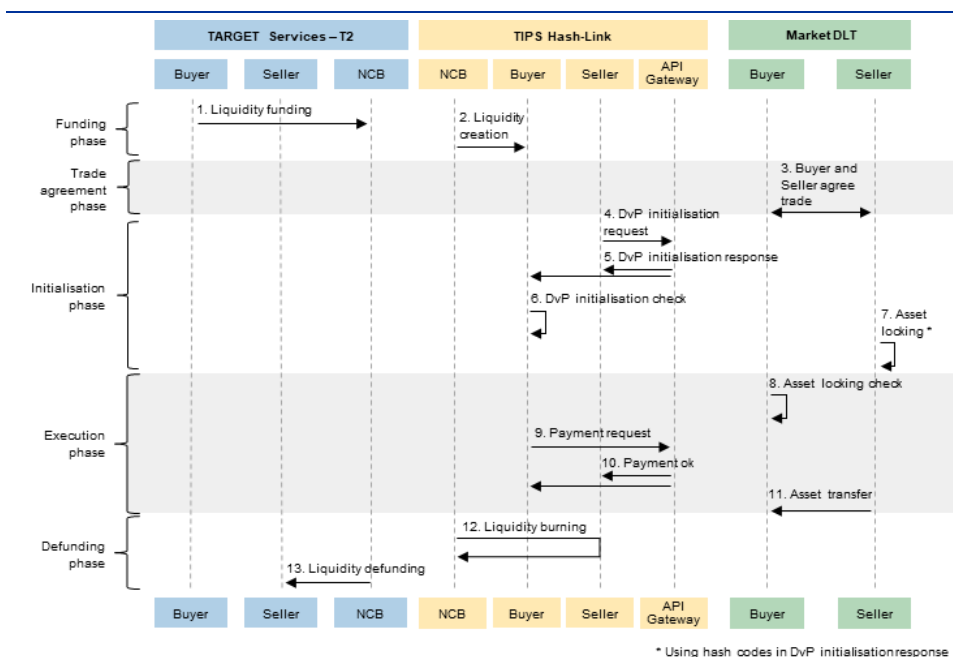 TARGET Services – T2
TIPS Hash-Link
Market DLT
Buyer
Seller
NCB
NCB
Buyer
Seller
API
Gateway
Buyer
Seller
Funding
phase
1. Liquidity funding
2. Liquidity
creation
Trade
agreement
phase
3. Buyer and
Seller agree
trade
Initialisation
phase
4. DvP initialisation
request
5. DvP initialisation response
6. DvP initialisation check
7. Asset
locking *
Execution
phase
8. Asset locking check
9. Payment request
10. Payment ok
11. Asset transfer
Defunding
phase
12. Liquidity burning
13. Liquidity defunding
Buyer
Seller
NCB
NCB
Buyer
Seller
API
Gateway
Buyer
Seller
* Using hash codes in DvP initialisation response